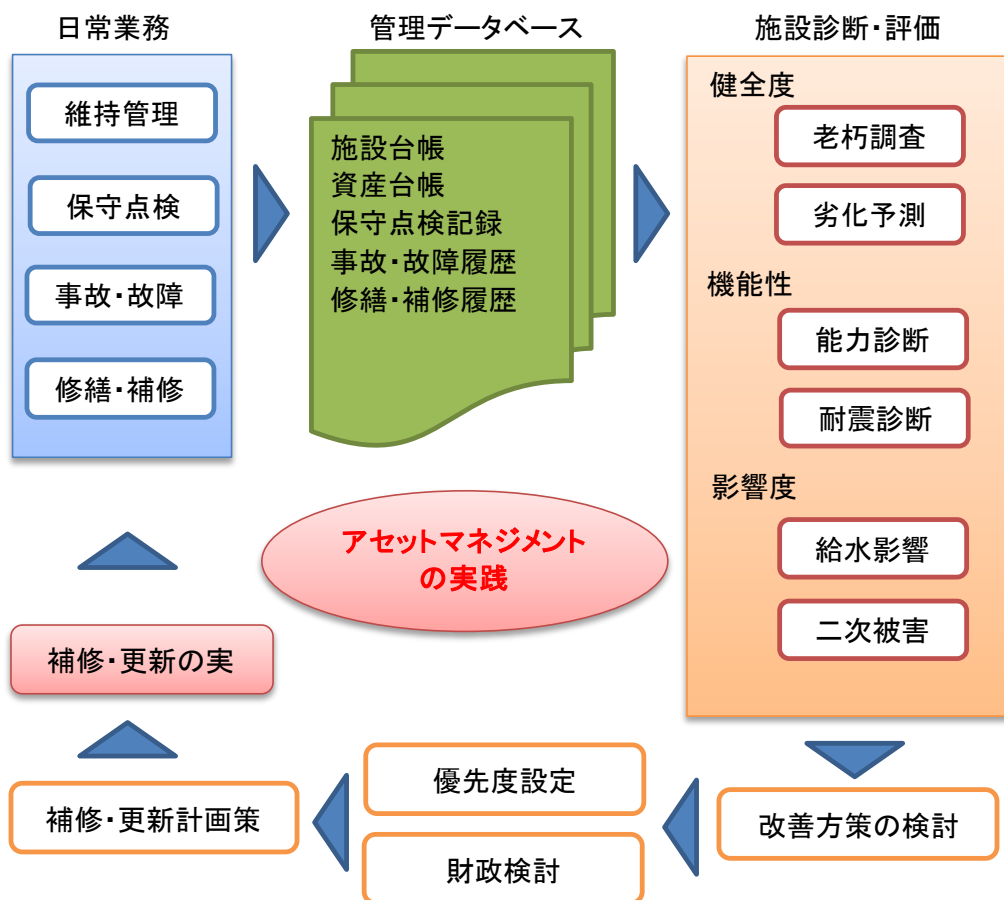 日常業務
維持管理
保守点検
事故・故障
修繕・補修
管理データベース
施設台帳
資産台帳
保守点検記録
事故・故障履歴
修繕・補修履歴
施設診断・評価
健全度
老朽調査
劣化予測
機能性
能力診断
耐震診断
影響度
給水影響
二次被害
アセットマネジメント
の実践
改善方策の検討
優先度設定
財政検討
補修・更新計画策
補修・更新の実